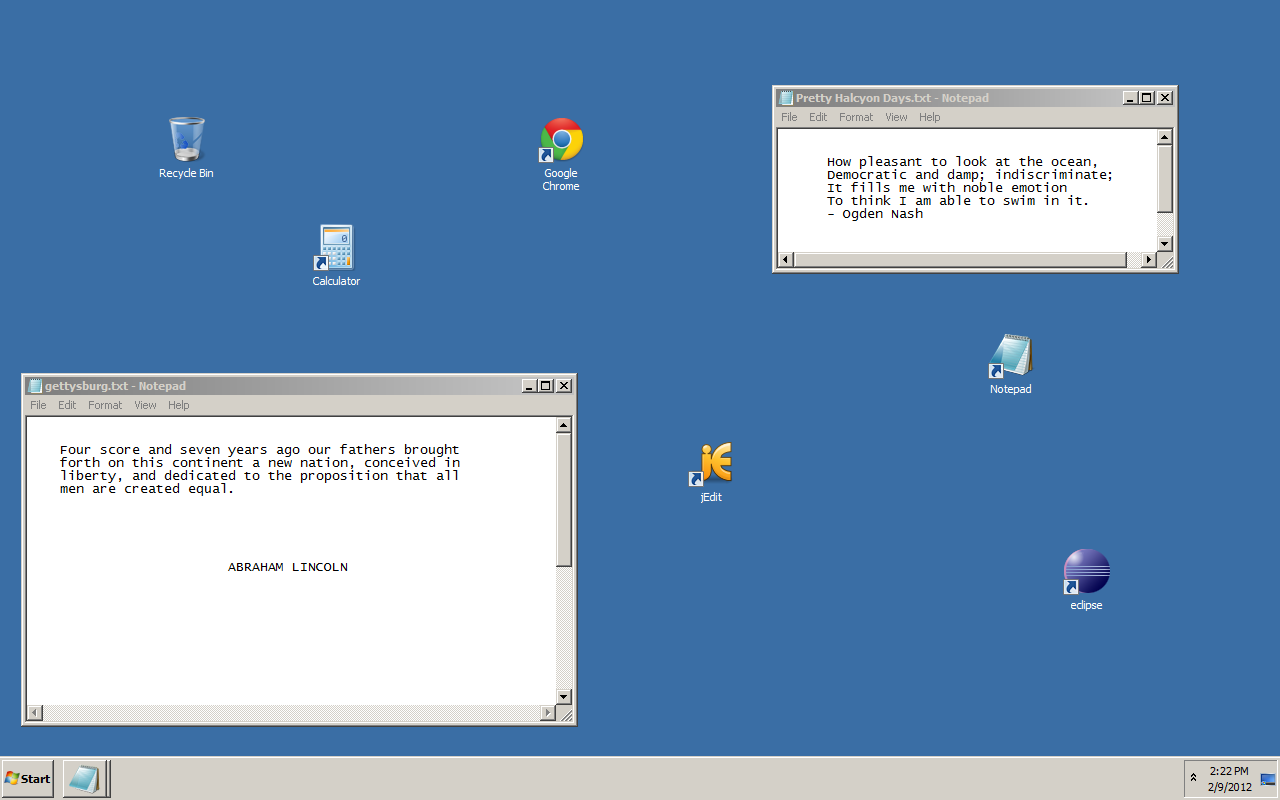 Recycle Bin
Google
Chrome
Calculator
Pretty Halcyon Days.txt - Notepad
File Edit Format View Help
How pleasant to look at the ocean,
Democratic and damp; indiscriminate;
It fills me with noble emotion
To think I am able to swim in it.
- Ogden Nash
Notepad
gettysburg.txt - Notepad
File Edit Format View Help
Four score and seven years ago our fathers brought
forth on this continent a new nation, conceived in
liberty, and dedicated to the proposition that all
men are created equal.
ABRAHAM LINCOLN
jEdit
eclipse
Start
2:22 PM
2/9/2012